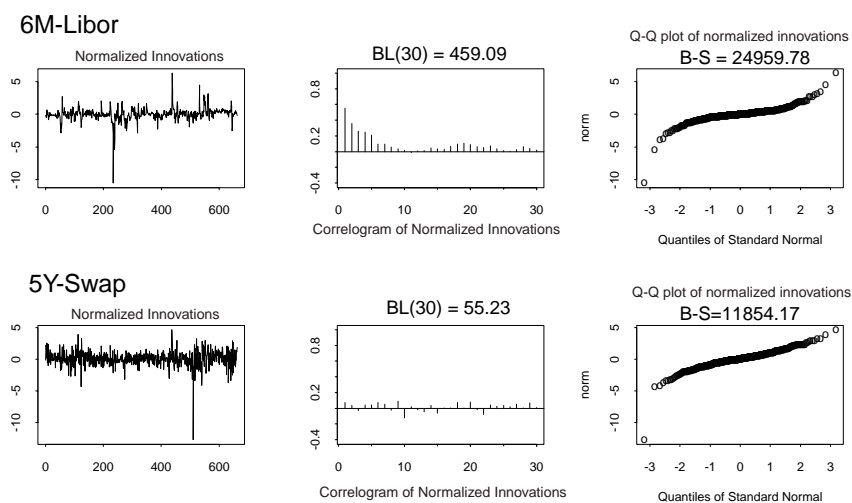 6M-Libor
Normalized Innovations
BL(30) = 459.09
Q-Q plot of normalized innovations
B-S = 24959.78
5
0
-5
-10
0 200 400 600
0.8
0.2
-0.4
0 10 20 30
Correlogram of Normalized Innovations
norm
5
0
-5
-10
-3 -2 -1 0 1 2 3
Quantiles of Standard Normal
5Y-Swap
Normalized Innovations
BL(30) = 55.23
Q-Q plot of normalized innovations
B-S=11854.17
5
0
-5
-10
0 200 400 600
0.8
0.2
-0.4
0 10 20 30
Correlogram of Normalized Innovations
norm
5
0
-5
-10
-3 -2 -1 0 1 2 3
Quantiles of Standard Normal